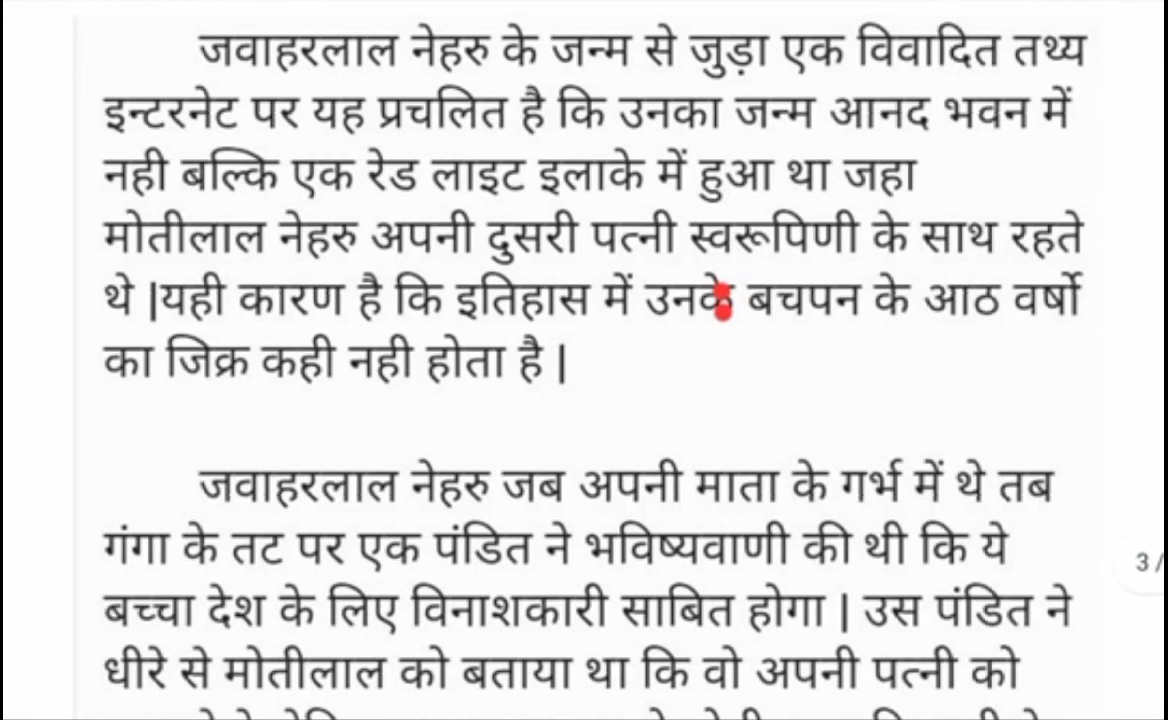 जवाहरलाल नेहरु के जन्म से जुड़ा एक विवादित तथ्य
इन्टरनेट पर यह प्रचलित है कि उनका जन्म आनद भवन में
नही बल्कि एक रेड लाइट इलाके में हुआ था जहा
मोतीलाल नेहरु अपनी दुसरी पत्नी स्वरूपिणी के साथ रहते
थे |यही कारण है कि इतिहास में उनके बचपन के आठ वर्षो
का जिक्र कही नही होता है |
जवाहरलाल नेहरु जब अपनी माता के गर्भ में थे तब
गंगा के तट पर एक पंडित ने भविष्यवाणी की थी कि ये
3/
बच्चा देश के लिए विनाशकारी साबित होगा | उस पंडित ने
धीरे से मोतीलाल को बताया था कि वो अपनी पत्नी को